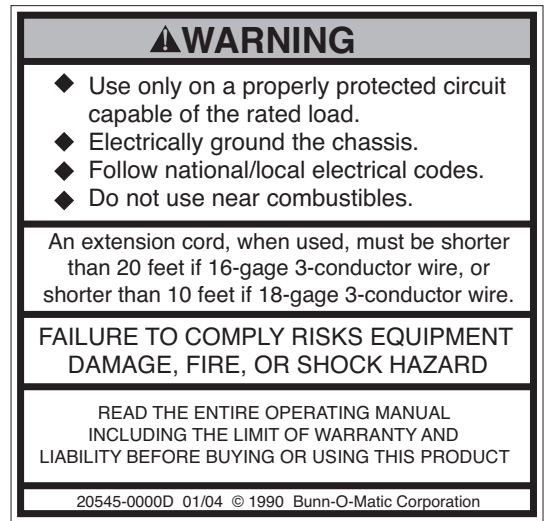 WARNING
Use only on a properly protected circuit
capable of the rated load.
Electrically ground the chassis.
Follow national/local electrical codes.
Do not use near combustibles.
An extension cord, when used, must be shorter
than 20 feet if 16-gage 3-conductor wire, or
shorter than 10 feet if 18-gage 3-conductor wire.
FAILURE TO COMPLY RISKS EQUIPMENT
DAMAGE, FIRE, OR SHOCK HAZARD
READ THE ENTIRE OPERATING MANUAL
INCLUDING THE LIMIT OF WARRANTY AND
LIABILITY BEFORE BUYING OR USING THIS PRODUCT
20545-0000D 01/04 © 1990 Bunn-O-Matic Corporation